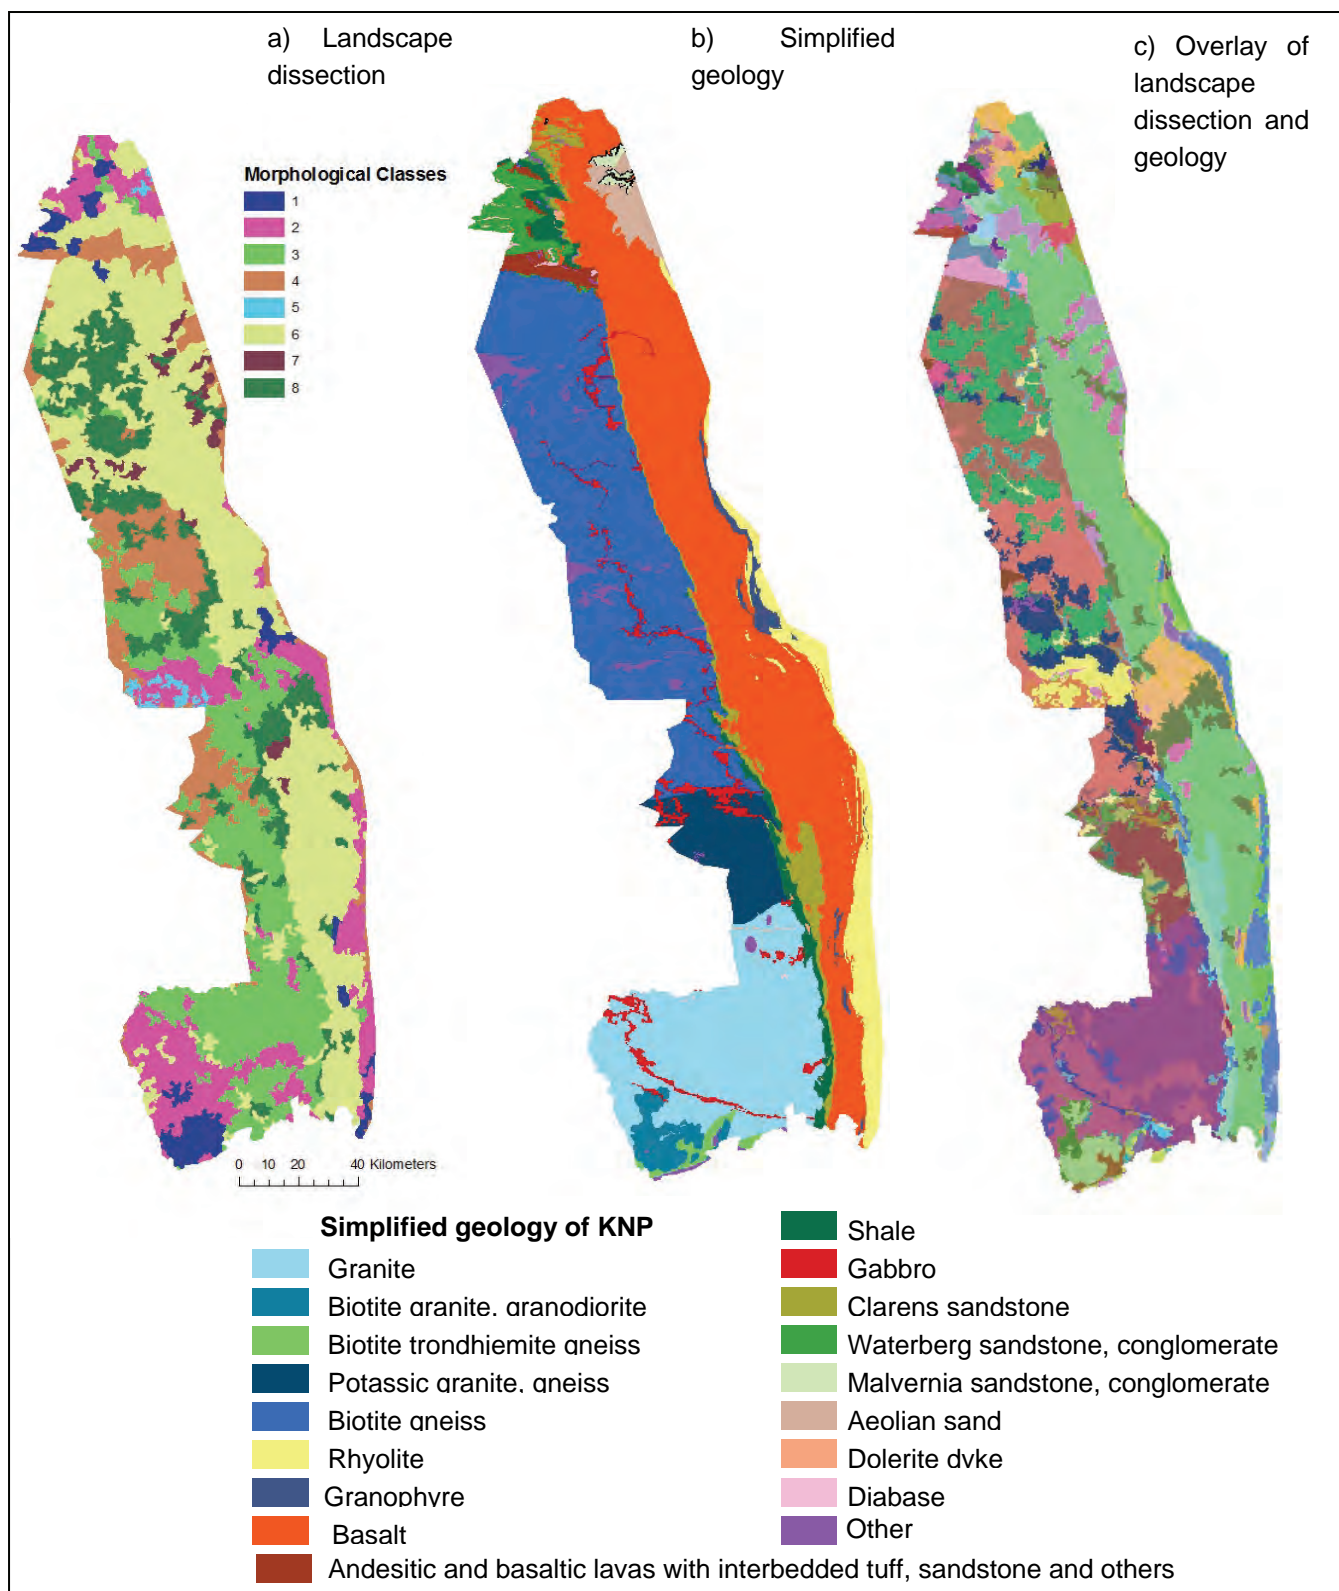 a) Landscape
dissection
b) Simplified
geology
c) Overlay of
landscape
dissection and
geology
Morphological Classes
1
2
3
4
5
6
7
8
0 10 20 40 Kilometers
Simplified geology of KNP
Granite
Biotite granite, granodiorite
Biotite trondhjemite gneiss
Potassic granite, gneiss
Biotite gneiss
Rhyolite
Granophyre
Basalt
Andesitic and basaltic lavas with interbedded tuff, sandstone and others
Shale
Gabbro
Clarens sandstone
Waterberg sandstone, conglomerate
Malvernia sandstone, conglomerate
Aeolian sand
Dolerite dyke
Diabase
Other